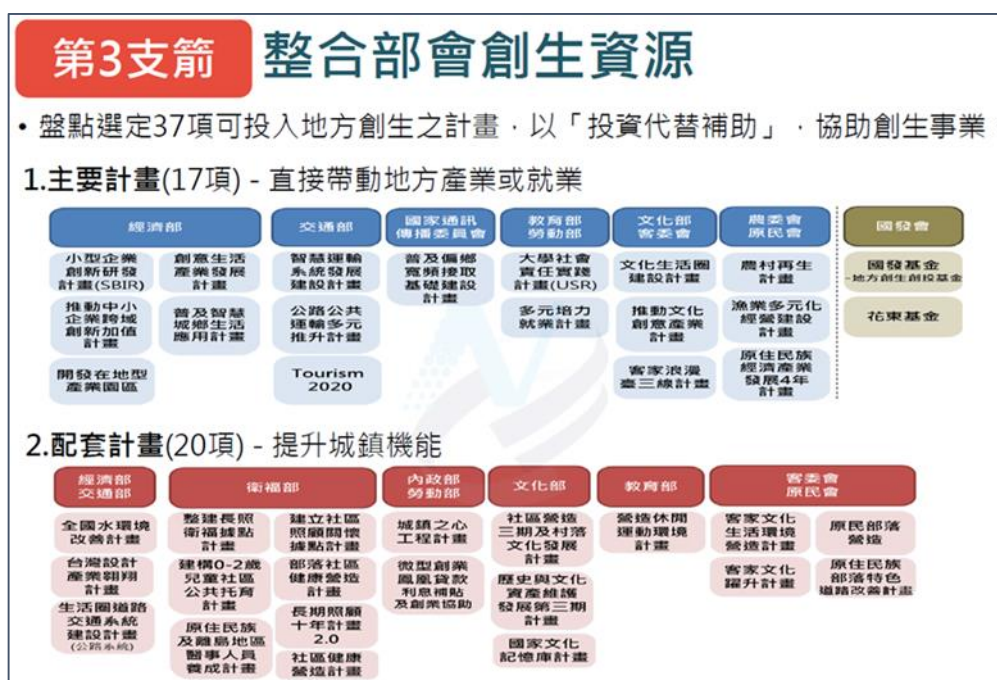 第3支箭
整合部會創生資源
• 盤點選定37項可投入地方創生之計畫，以「投資代替補助」，協助創生事業
1.主要計畫(17項) - 直接帶動地方產業或就業
經濟部
小型企業
創新研發
計畫(SBIR)
創意生活
產業發展
計畫
推動中小
企業跨域
創新加值
計畫
普及智慧
城鄉生活
應用計畫
開發在地型
產業園區
交通部
智慧運輸
系統發展
建設計畫
公路公共
運輸多元
推升計畫
Tourism
2020
國家通訊
傳播委員會
普及偏鄉
寬頻接取
基礎建設
計畫
教育部
勞動部
大學社會
責任實踐
計畫(USR)
多元培力
就業計畫
文化部
客委會
文化生活圈
建設計畫
推動文化
創意產業
計畫
客家浪漫
臺三線計畫
農委會
原民會
農村再生
計畫
漁業多元化
經營建設
計畫
原住民族
經濟產業
發展4年
計畫
國發會
國發基金
-地方創生創投基金
花東基金
2.配套計畫(20項) - 提升城鎮機能
經濟部
交通部
全國水環境
改善計畫
台灣設計
產業翱翔
計畫
生活圈道路
交通系統
建設計畫
(公路系統)
衛福部
整建長照
衛福據點
計畫
建立社區
照顧關懷
據點計畫
建構0-2歲
兒童社區
公共托育
計畫
部落社區
健康營造
計畫
原住民族
及離島地區
醫事人員
養成計畫
長期照顧
十年計畫
2.0
社區健康
營造計畫
內政部
勞動部
城鎮之心
工程計畫
微型創業
鳳凰貸款
利息補貼
及創業協助
文化部
社區營造
三期及村落
文化發展
計畫
歷史與文化
資產維護
發展第三期
計畫
國家文化
記憶庫計畫
教育部
營造休閒
運動環境
計畫
客委會
原民會
客家文化
生活環境
營造計畫
原民部落
營造
客家文化
躍升計畫
原住民族
部落特色
道路改善計畫